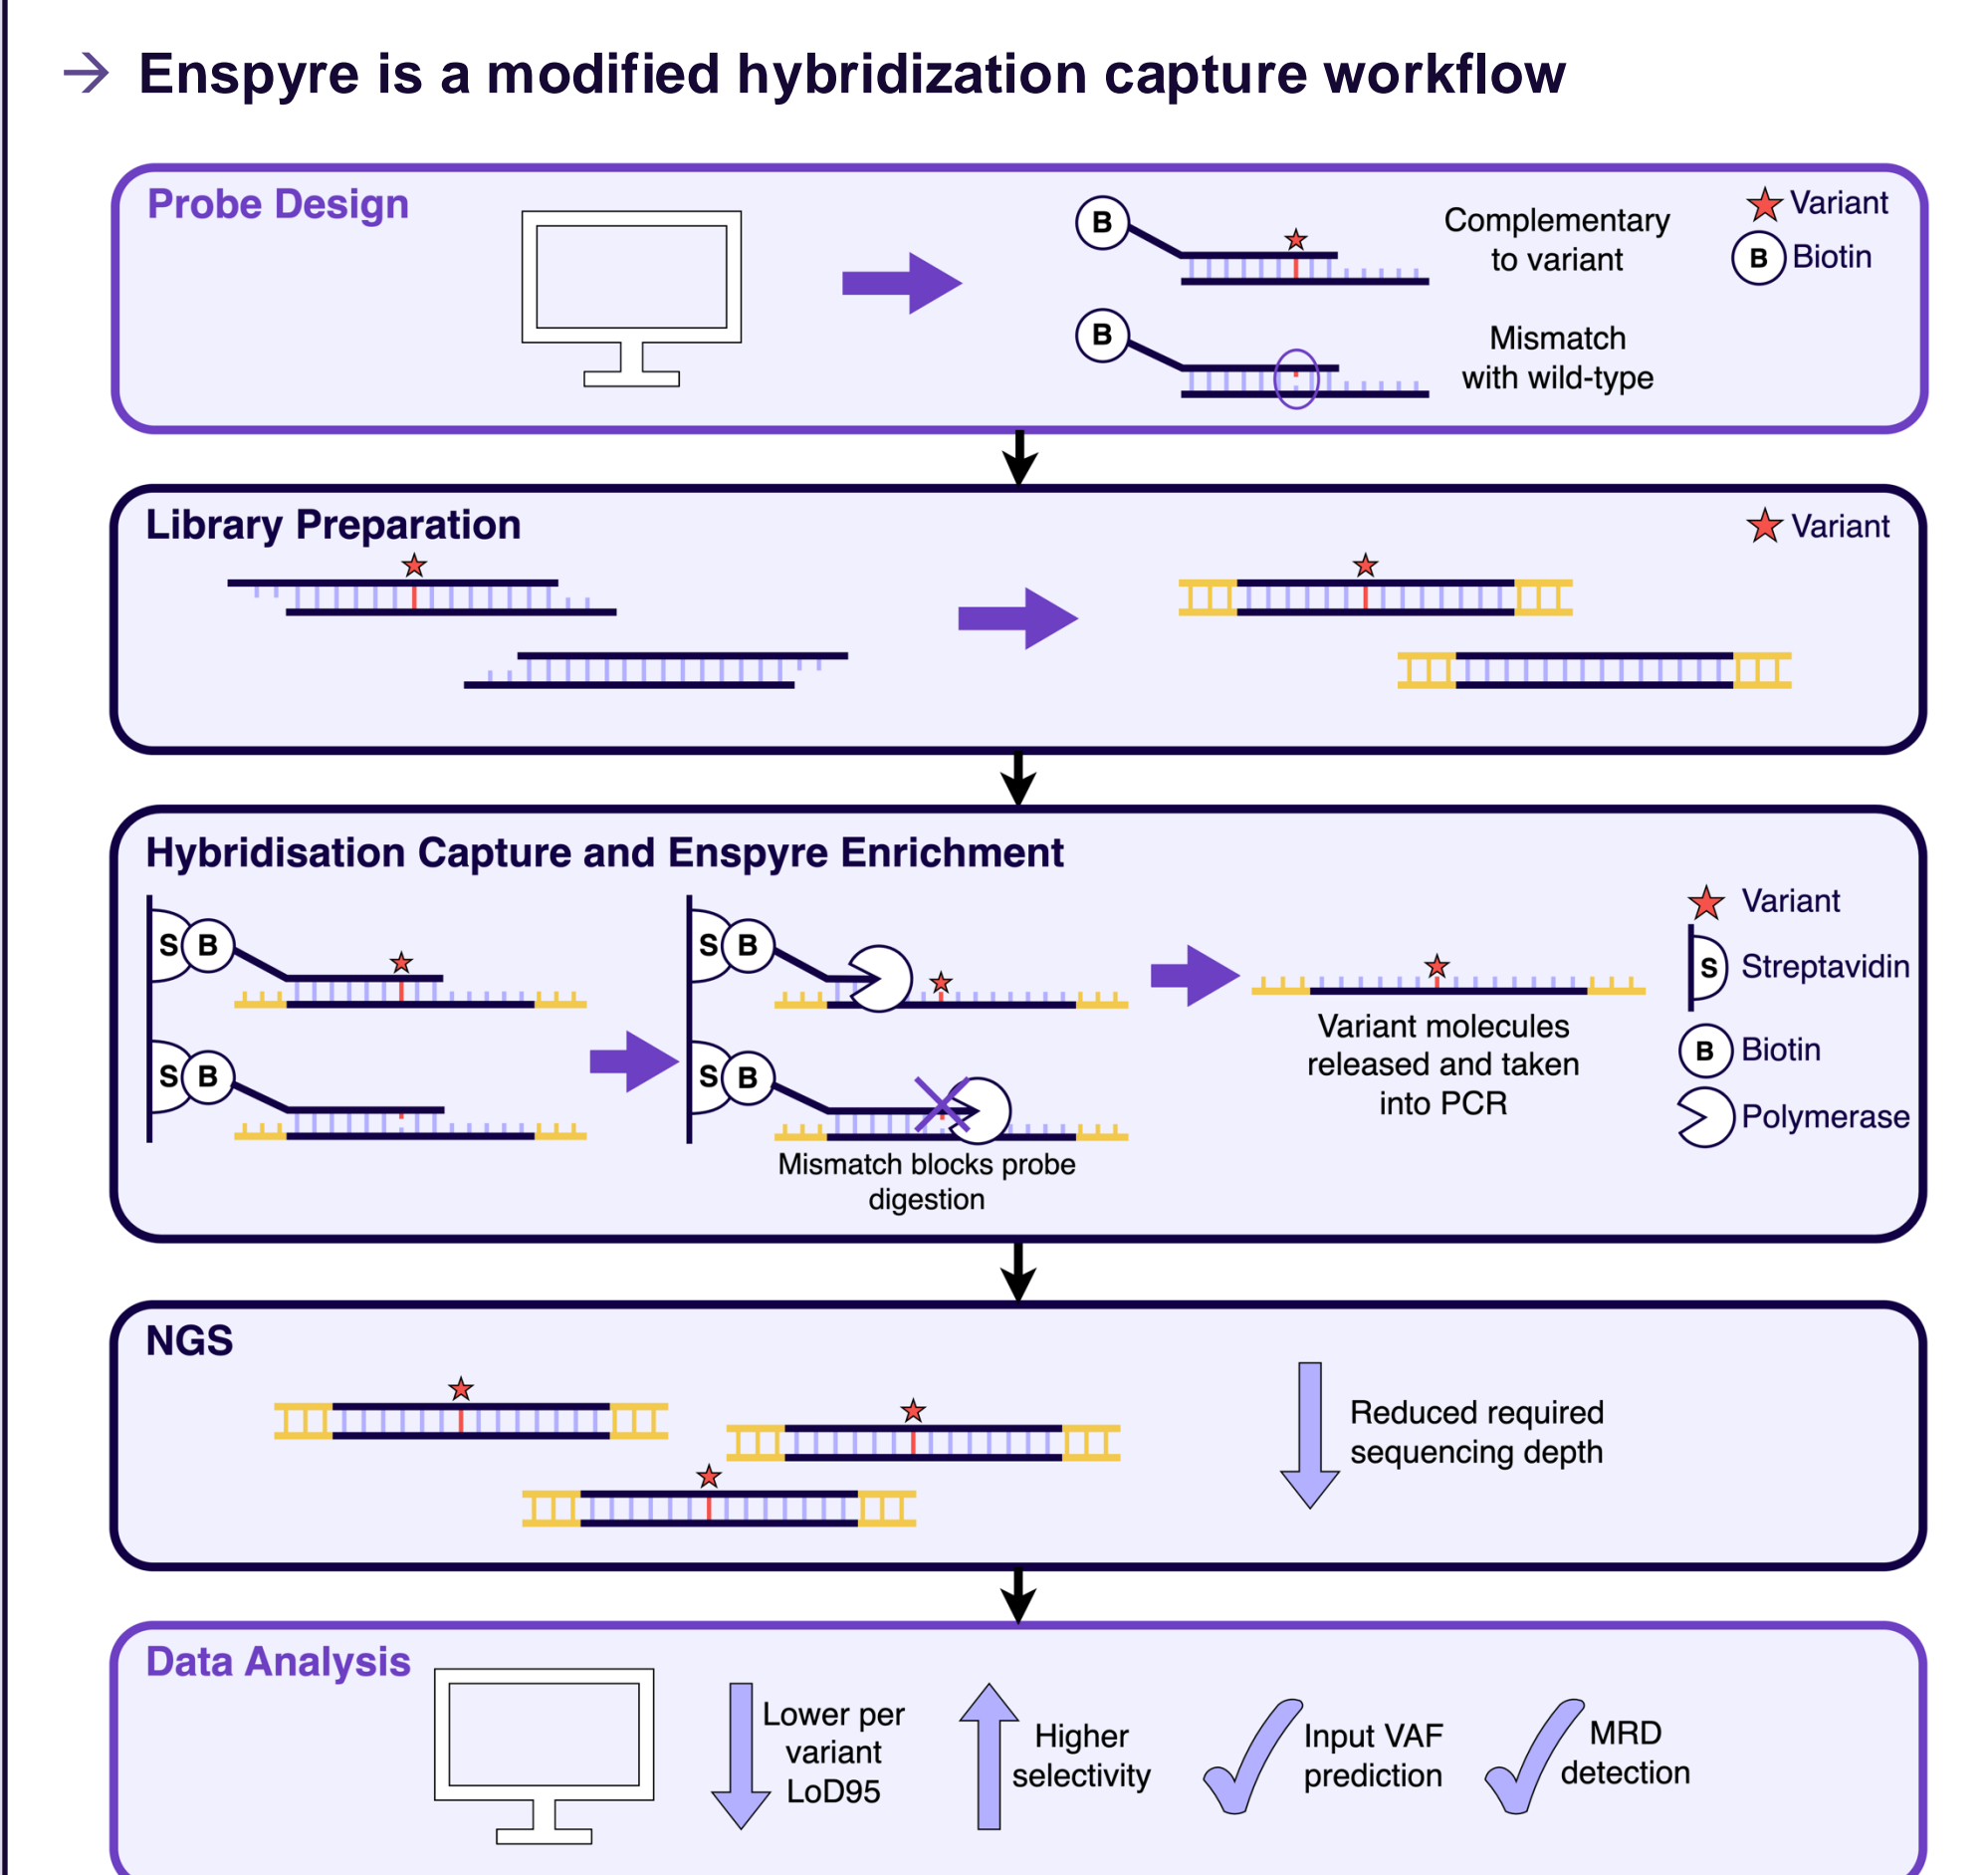 → Enspyre is a modified hybridization capture workflow
Probe Design
B
Complementary
to variant
B
Mismatch
with wild-type
Variant
B Biotin
Library Preparation
Variant
Hybridisation Capture and Enspyre Enrichment
S B
S B
S B
S B
Mismatch blocks probe
digestion
Variant molecules
released and taken
into PCR
Variant
S Streptavidin
B Biotin
Polymerase
NGS
Reduced required
sequencing depth
Data Analysis
Lower per
variant
LoD95
Higher
selectivity
Input VAF
prediction
MRD
detection